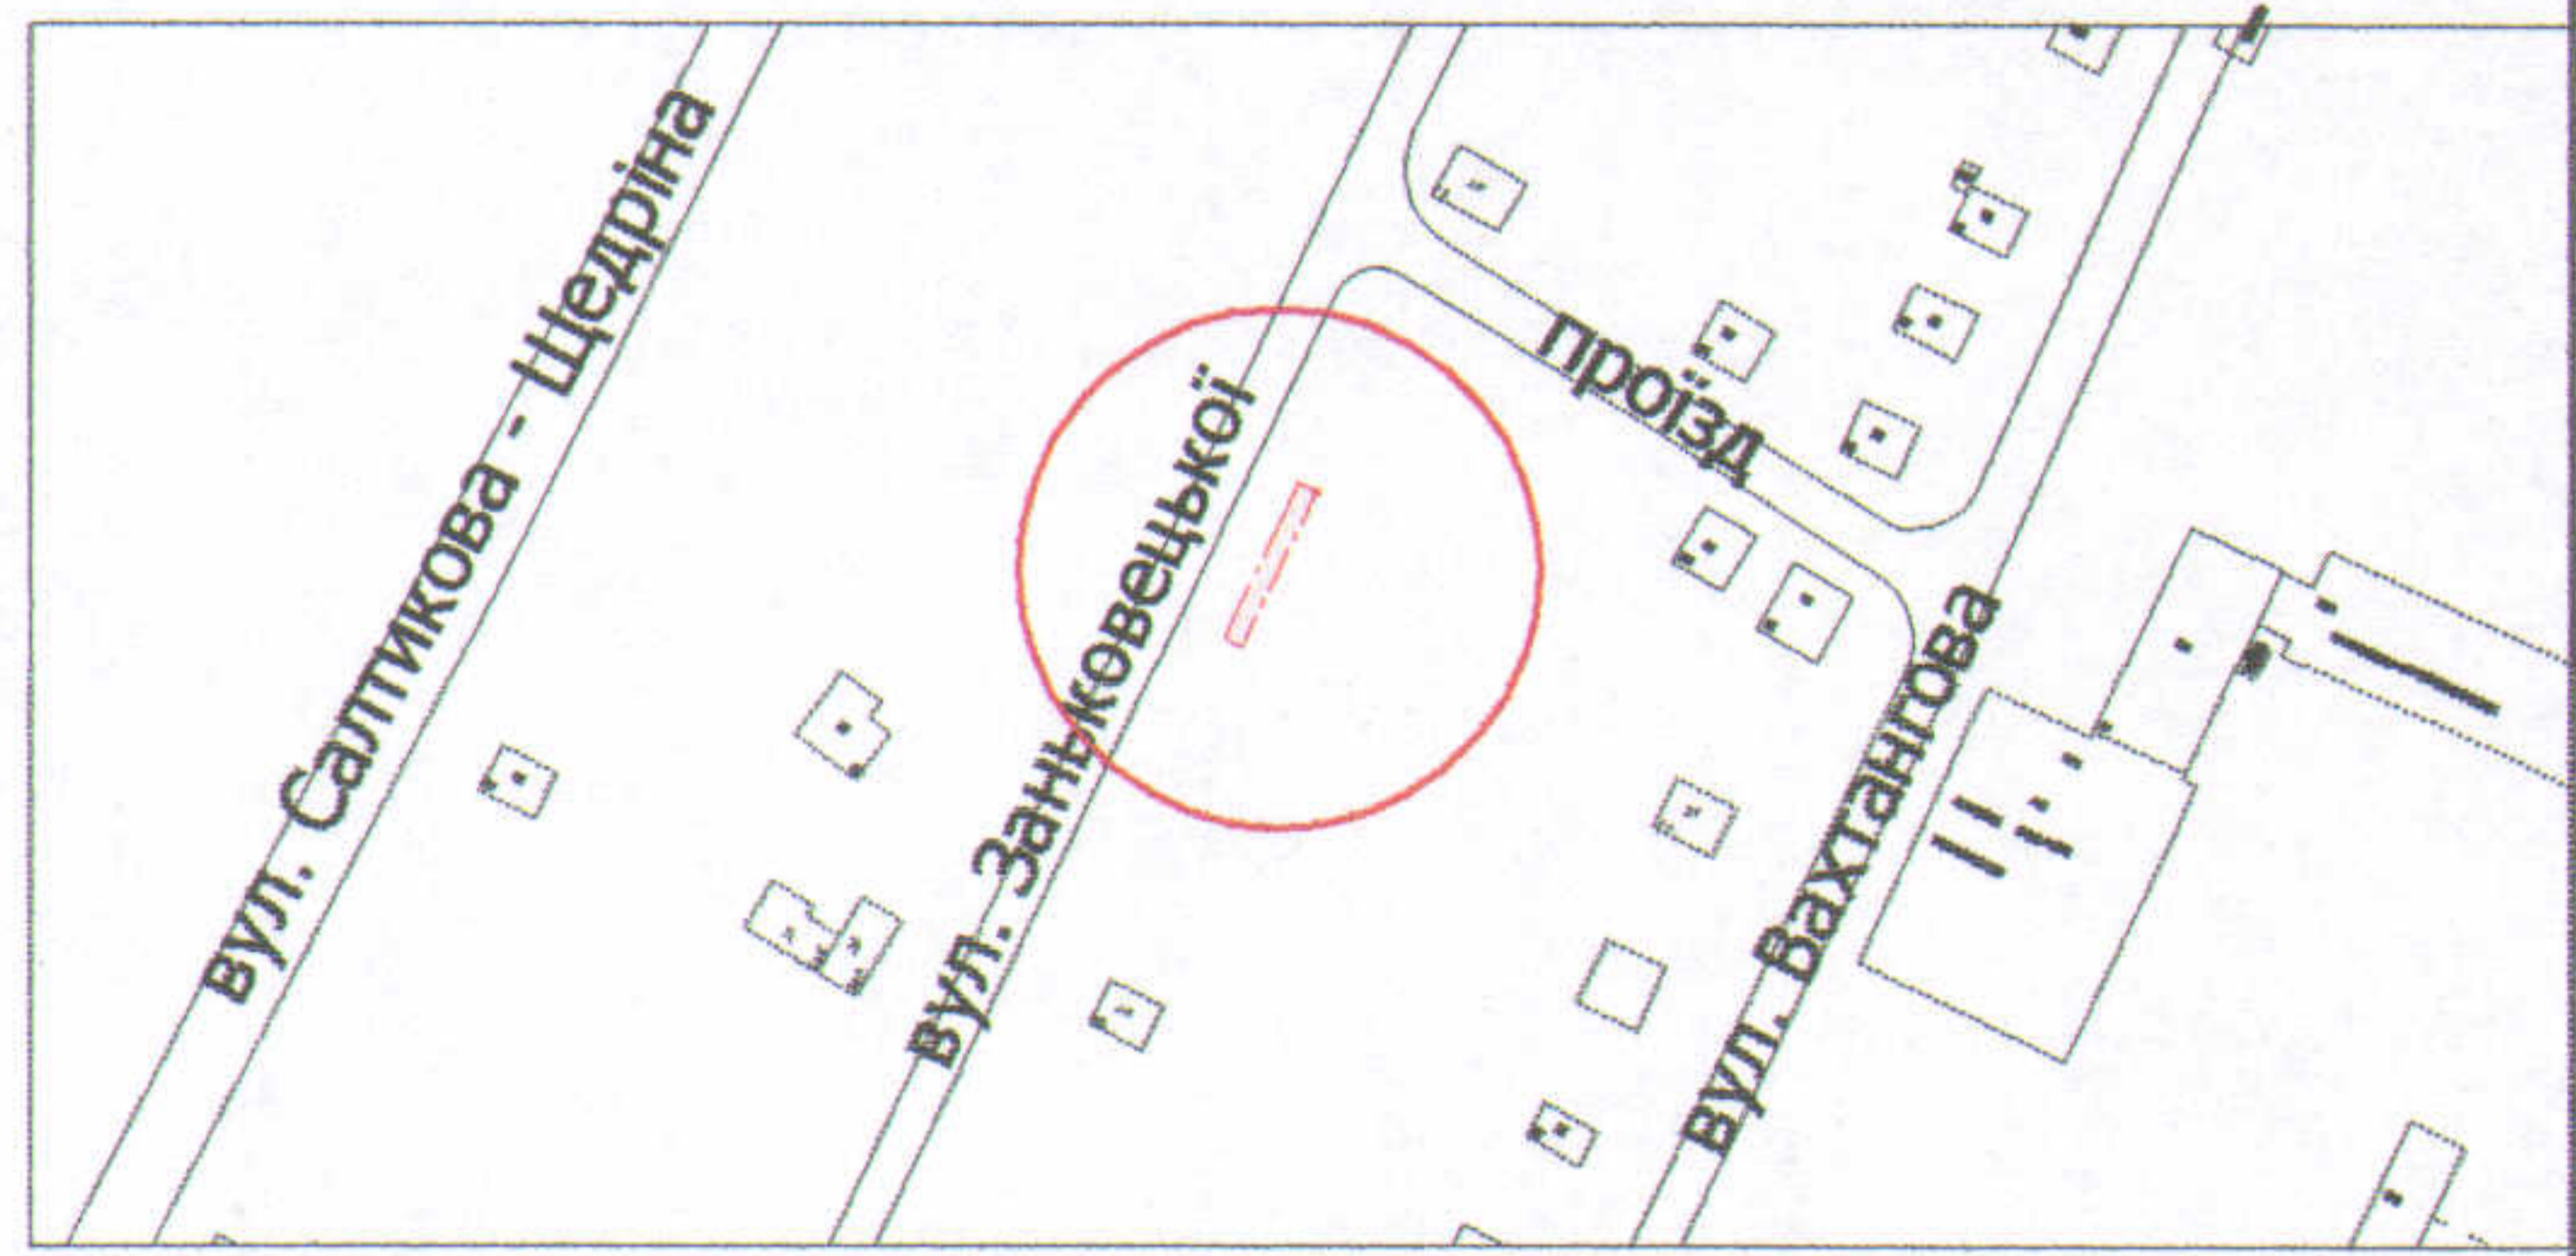 вул. Салтикова - Щедріна
вул. Заньковецької
проїзд
вул. Вахтангова